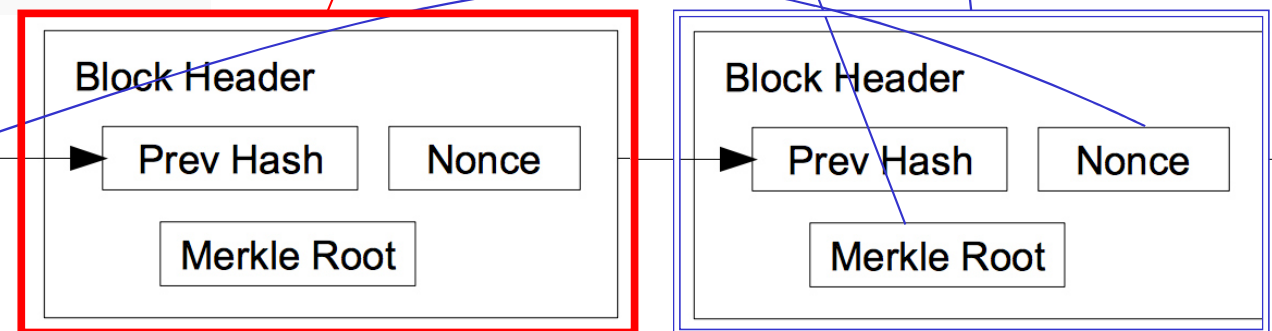 Block Header
Prev Hash
Nonce
Merkle Root
Block Header
Prev Hash
Nonce
Merkle Root